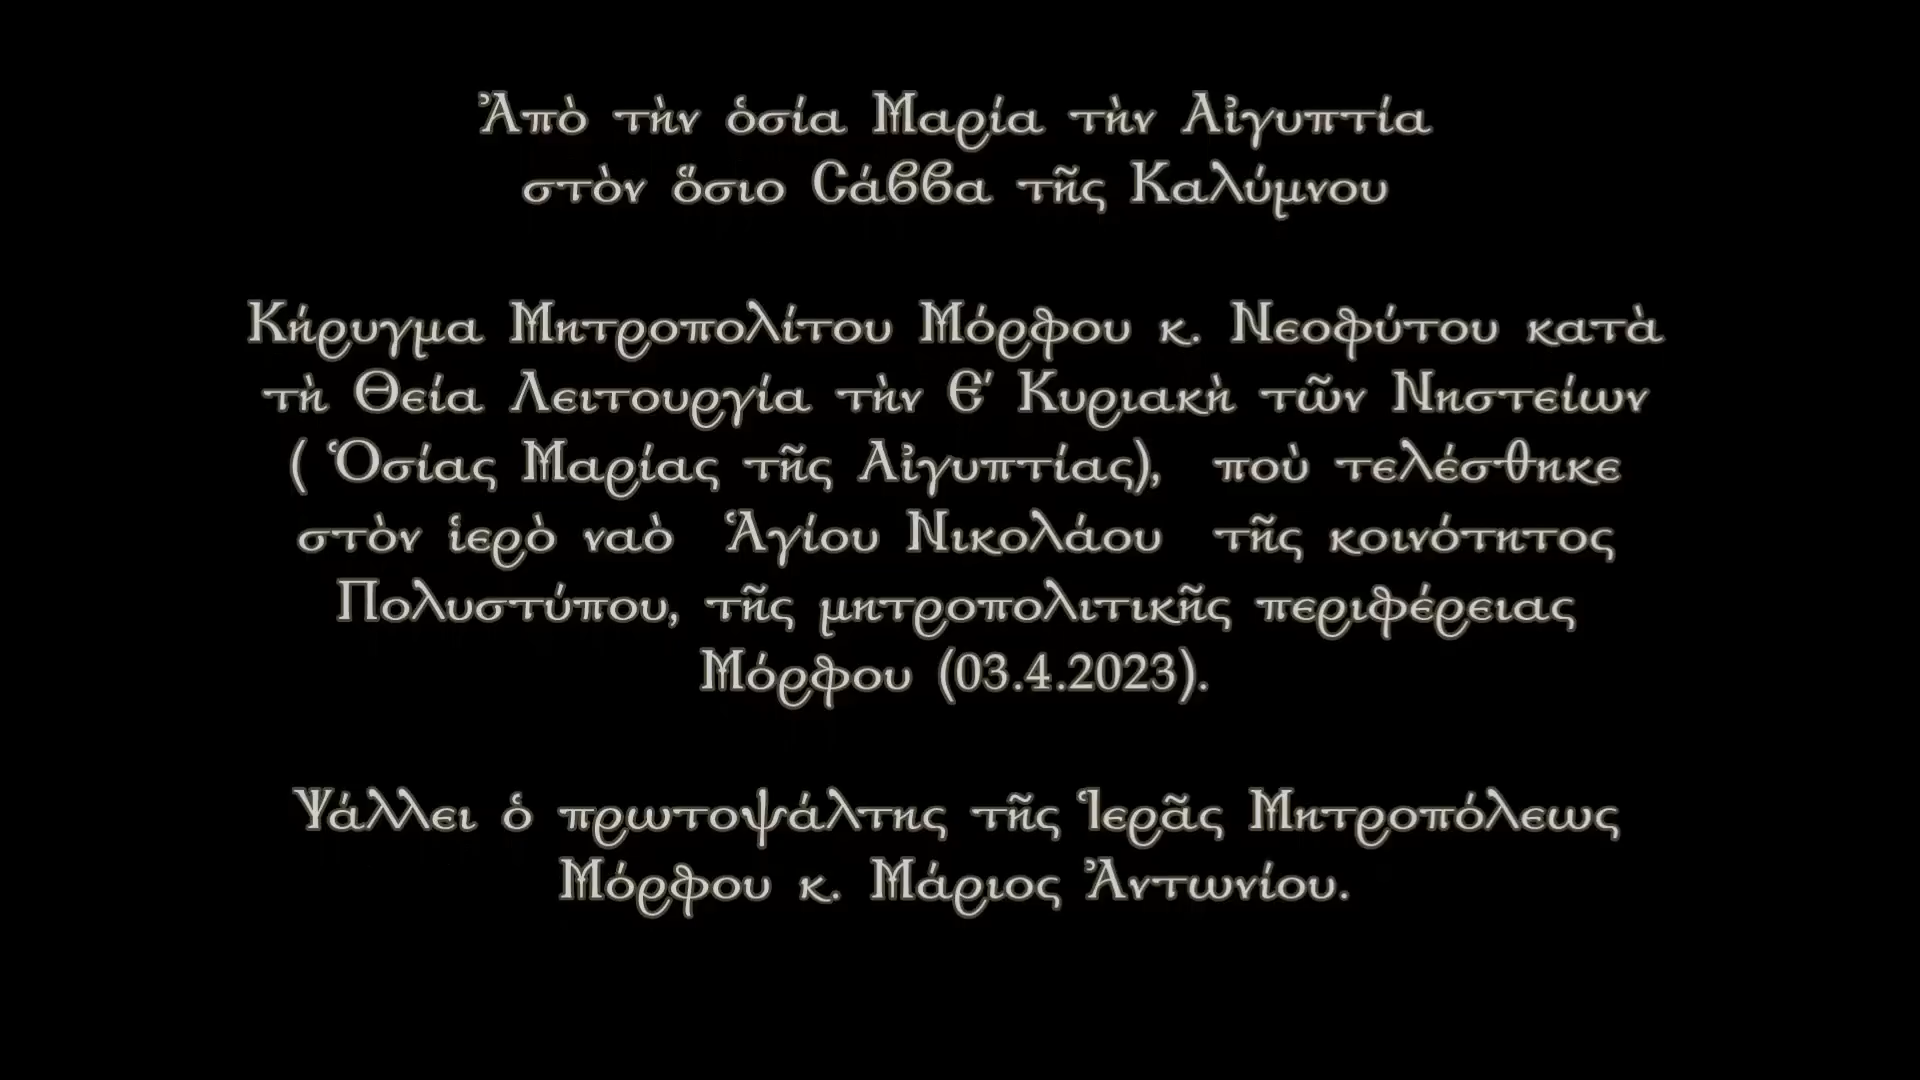 Ἀπὸ τὴν ὁσία Μαρία τὴν Αἰγυπτία
στὸν ὅσιο Σάββα τῆς Καλύμνου
Κήρυγμα Μητροπολίτου Μόρφου κ. Νεοφύτου κατὰ
τὴ Θεία Λειτουργία τὴν Ε΄ Κυριακὴ τῶν Νηστείων
( Ὁσίας Μαρίας τῆς Αἰγυπτίας), ποὺ τελέσθηκε
στὸν ἱερὸ ναὸ Ἁγίου Νικολάου τῆς κοινότητος
Πολυστύπου, τῆς μητροπολιτικῆς περιφέρειας
Μόρφου (03.4.2023).
Ψάλλει ὁ πρωτοψάλτης τῆς Ἱερᾶς Μητροπόλεως
Μόρφου κ. Μάριος Ἀντωνίου.